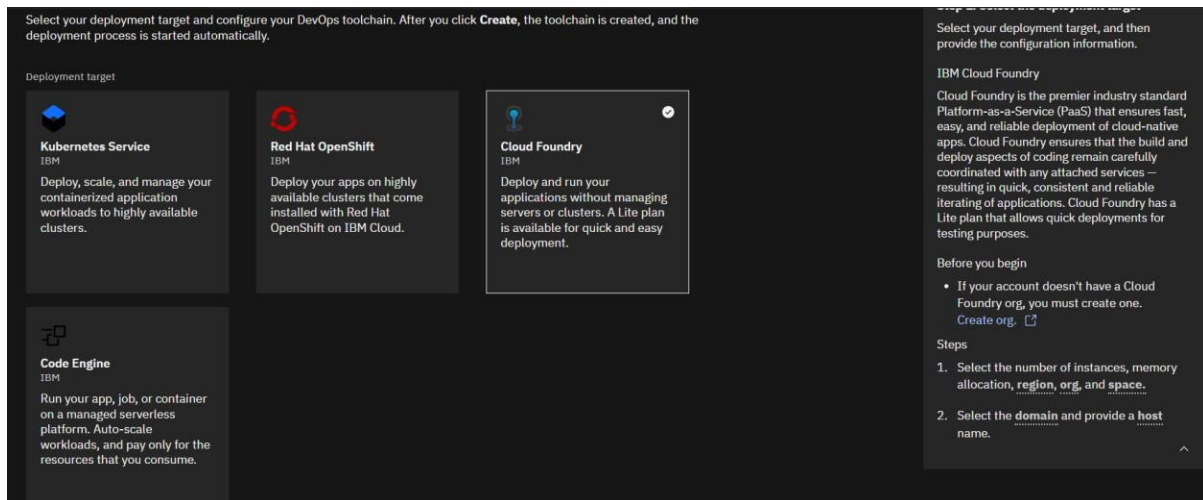 Select your deployment target and configure your DevOps toolchain. After you click Create, the toolchain is created, and the
deployment process is started automatically.
Deployment target
Kubernetes Service
IBM
Deploy, scale, and manage your
containerized application
workloads to highly available
clusters.
Red Hat OpenShift
IBM
Deploy your apps on highly
available clusters that come
installed with Red Hat
OpenShift on IBM Cloud.
Cloud Foundry
IBM
Deploy and run your
applications without managing
servers or clusters. A Lite plan
is available for quick and easy
deployment.
Code Engine
IBM
Run your app, job, or container
on a managed serverless
platform. Auto-scale
workloads, and pay only for the
resources that you consume.
Select your deployment target, and then
provide the configuration information.
IBM Cloud Foundry
Cloud Foundry is the premier industry standard
Platform-as-a-Service (PaaS) that ensures fast,
easy, and reliable deployment of cloud-native
apps. Cloud Foundry ensures that the build and
deploy aspects of coding remain carefully
coordinated with any attached services —
resulting in quick, consistent and reliable
iterating of applications. Cloud Foundry has a
Lite plan that allows quick deployments for
testing purposes.
Before you begin
• If your account doesn't have a Cloud
Foundry org, you must create one.
Create org.
Steps
1. Select the number of instances, memory
allocation, region, org, and space.
2. Select the domain and provide a host
name.